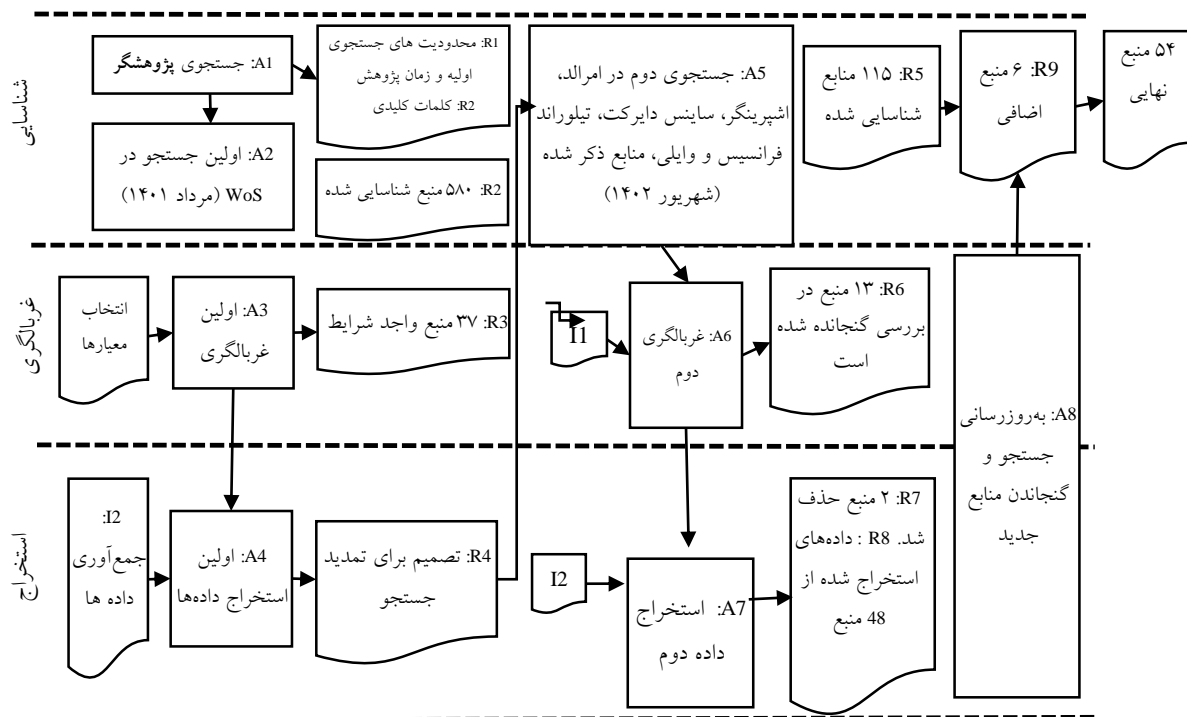 شناسایی
A1: جستجوی پژوهشگر
R1: محدودیت های جستجوی
اولیه و زمان پژوهش
R2: کلمات کلیدی
A2: اولین جستجو در
WoS (مرداد ۱۴۰۱)
R2: ۵۸۰ منبع شناسایی شده
A5: جستجوی دوم در امرالد،
اشپرینگر، ساینس دایرکت، تیلوراند
فرانسیس و وایلی، منابع ذکر شده
(شهریور ۱۴۰۲)
R5: ۱۱۵ منابع
شناسایی شده
R9: ۶ منبع
اضافی
۵۴ منبع
نهایی
غربالگری
انتخاب
معیارها
A3: اولین
غربالگری
R3: ۳۷ منبع واجد شرایط
I1
A6: غربالگری
دوم
R6: ۱۳ منبع در
بررسی گنجانده شده
است
A8: به‌روزرسانی
جستجو و
گنجاندن منابع
جدید
استخراج
I2:
جمع‌آوری
داده ها
A4: اولین
استخراج داده‌ها
R4: تصمیم برای تمدید
جستجو
I2
A7: استخراج
داده دوم
R7: ۲ منبع حذف
شد. R8 : داده‌های
استخراج شده از
48 منبع